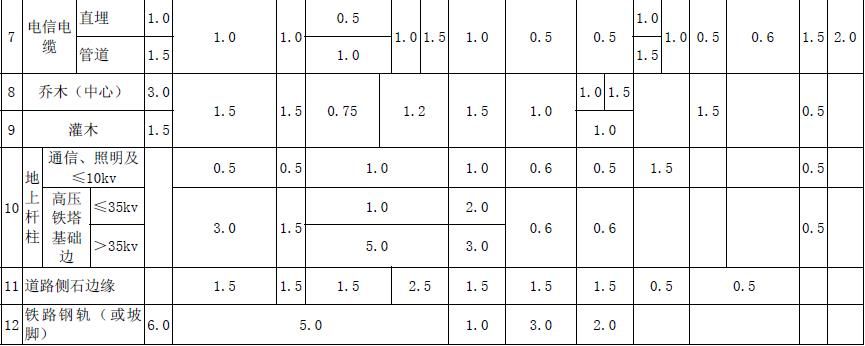 7 电信电缆 直埋 1.0 1.0 1.0 0.5 1.0 1.5 1.0 0.5 0.5 1.0 1.0 0.5 0.6 1.5 2.0
管道 1.5 1.0 1.5
8 乔木（中心） 3.0 1.5 1.5 0.75 1.2 1.5 1.0 1.0 1.5 1.5 0.5
9 灌木 1.5 1.0
10 地上杆柱 通信、照明及
≤10kv 0.5 0.5 1.0 1.0 0.6 0.5 1.5 0.5
高压铁塔基础边 ≤35kv 3.0 1.5 1.0 2.0 0.6 0.6 0.5
＞35kv 5.0 3.0
11 道路侧石边缘 1.5 1.5 1.5 2.5 1.5 1.5 1.5 0.5 0.5
12 铁路钢轨（或坡
脚） 6.0 5.0 1.0 3.0 2.0